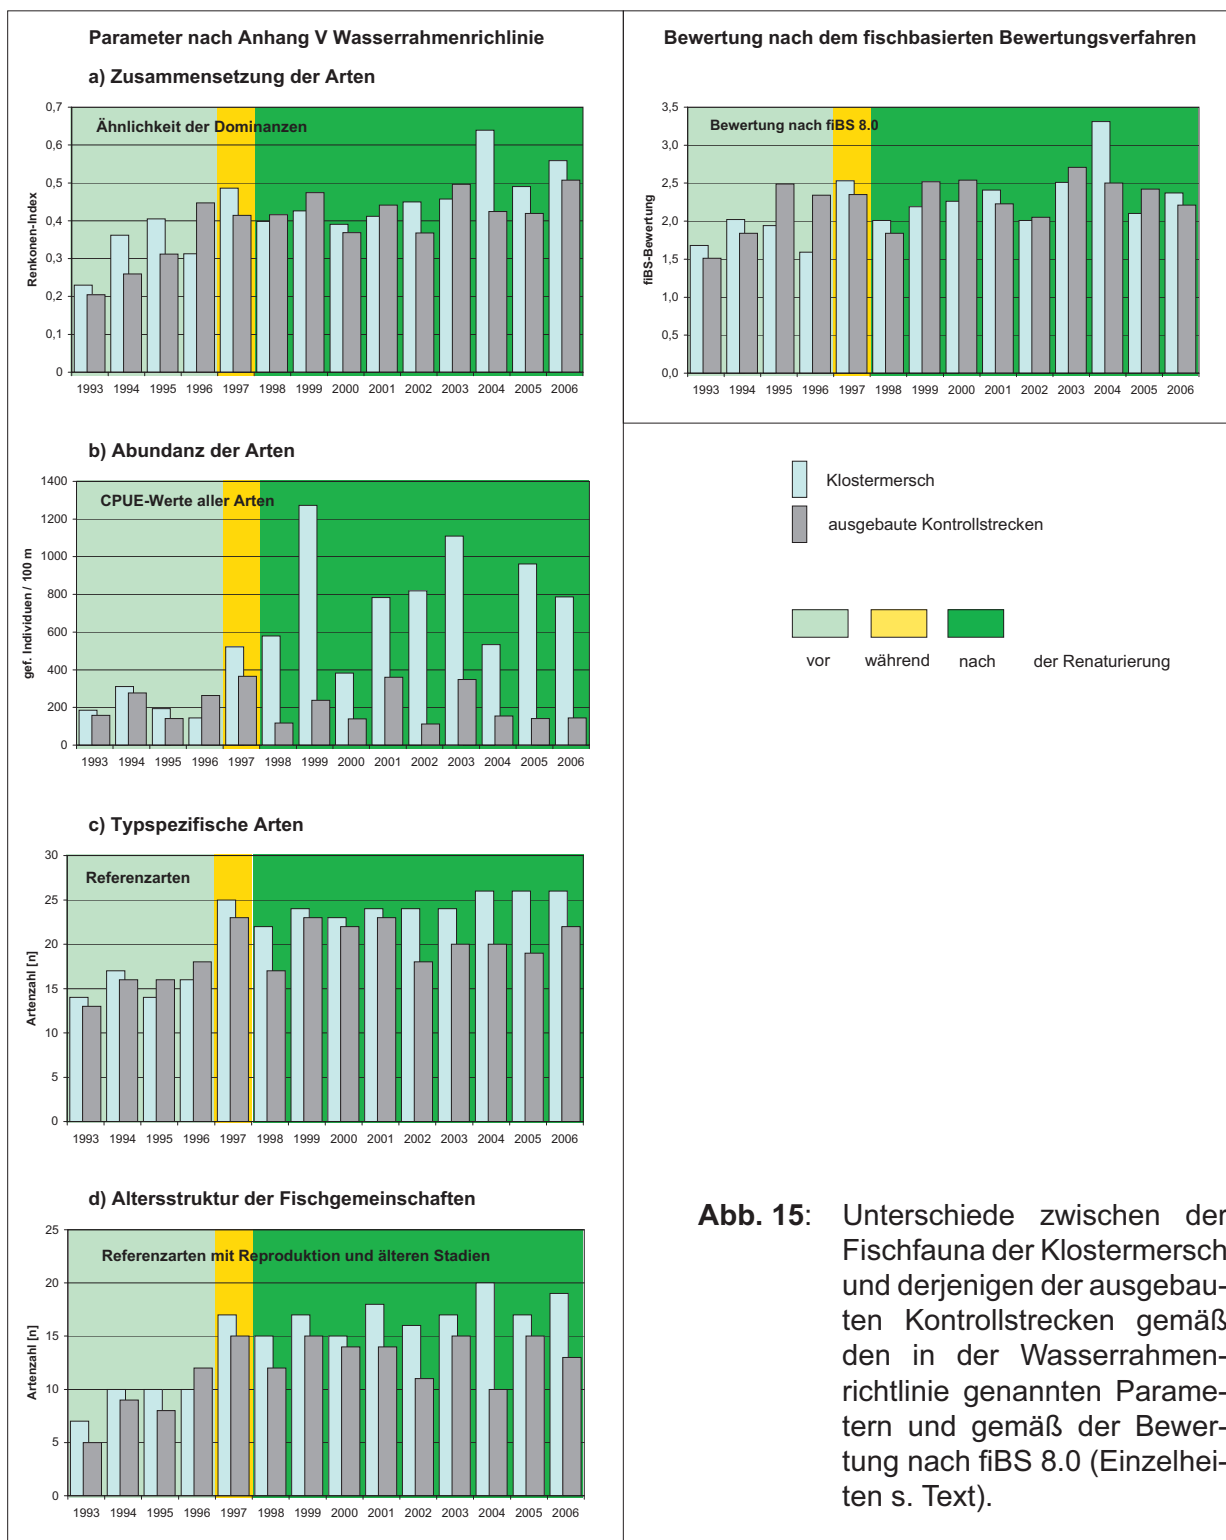 Parameter nach Anhang V Wasserrahmenrichlinie
a) Zusammensetzung der Arten
Ähnlichkeit der Dominanzen
Renkonen-Index
0,7
0,6
0,5
0,4
0,3
0,2
0,1
0
1993 1994 1995 1996 1997 1998 1999 2000 2001 2002 2003 2004 2005 2006
b) Abundanz der Arten
CPUE-Werte aller Arten
gef. Individuen / 100 m
1400
1200
1000
800
600
400
200
0
1993 1994 1995 1996 1997 1998 1999 2000 2001 2002 2003 2004 2005 2006
c) Typspezifische Arten
Referenzarten
Artenzahl [n]
30
25
20
15
10
5
0
1993 1994 1995 1996 1997 1998 1999 2000 2001 2002 2003 2004 2005 2006
d) Altersstruktur der Fischgemeinschaften
Referenzarten mit Reproduktion und älteren Stadien
Artenzahl [n]
25
20
15
10
5
0
1993 1994 1995 1996 1997 1998 1999 2000 2001 2002 2003 2004 2005 2006
Bewertung nach dem fischbasierten Bewertungsverfahren
Bewertung nach fiBS 8.0
fiBS-Bewertung
3,5
3,0
2,5
2,0
1,5
1,0
0,5
0,0
1993 1994 1995 1996 1997 1998 1999 2000 2001 2002 2003 2004 2005 2006
Klostermersch
ausgebaute Kontrollstrecken
vor während nach der Renaturierung
Abb. 15: Unterschiede zwischen der
Fischfauna der Klostermersch
und derjenigen der ausgebau-
ten Kontrollstrecken gemäß
den in der Wasserrahmen-
richtlinie genannten Parame-
tern und gemäß der Bewer-
tung nach fiBS 8.0 (Einzelhei-
ten s. Text).